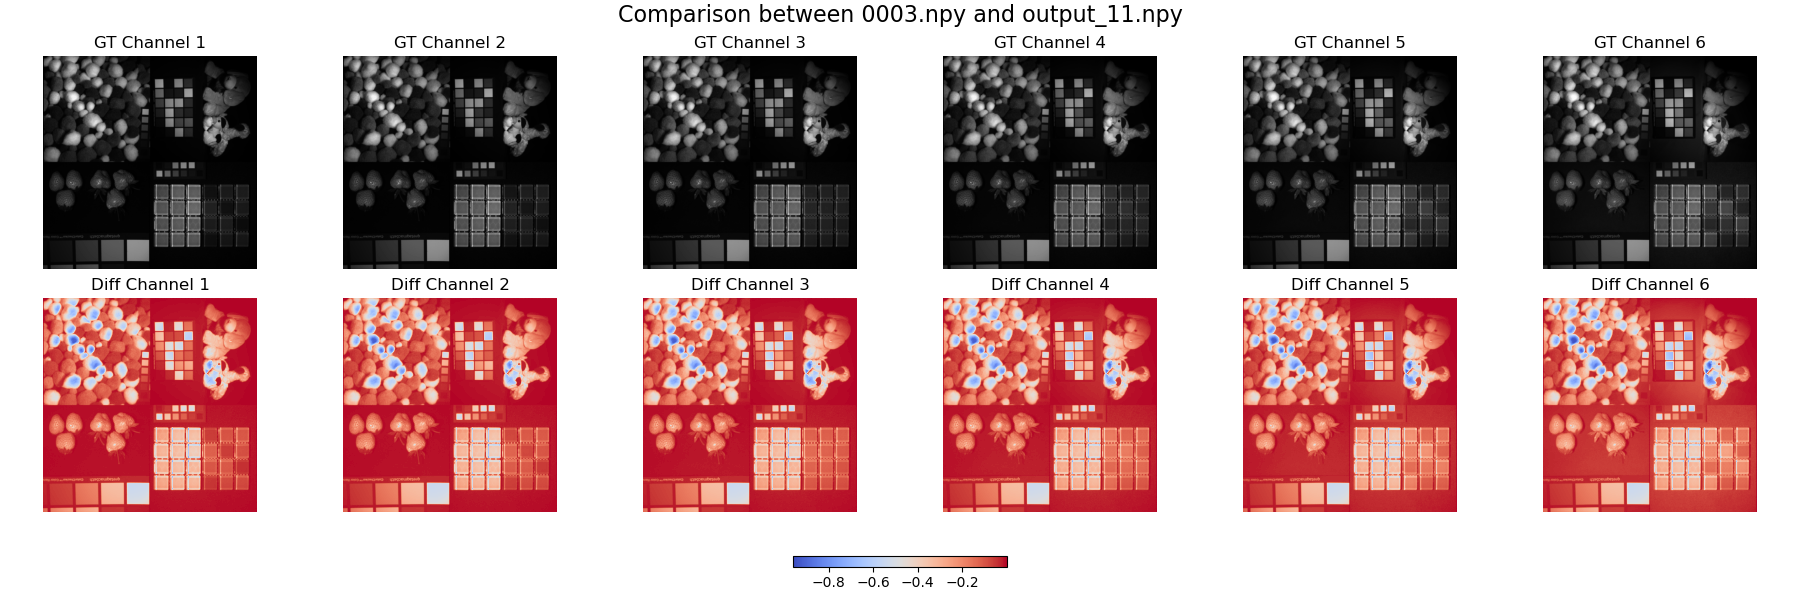 Comparison between 0003.npy and output_11.npy
GT Channel 1
GT Channel 2
GT Channel 3
GT Channel 4
GT Channel 5
GT Channel 6
Diff Channel 1
Diff Channel 2
Diff Channel 3
Diff Channel 4
Diff Channel 5
Diff Channel 6
−0.8 −0.6 −0.4 −0.2